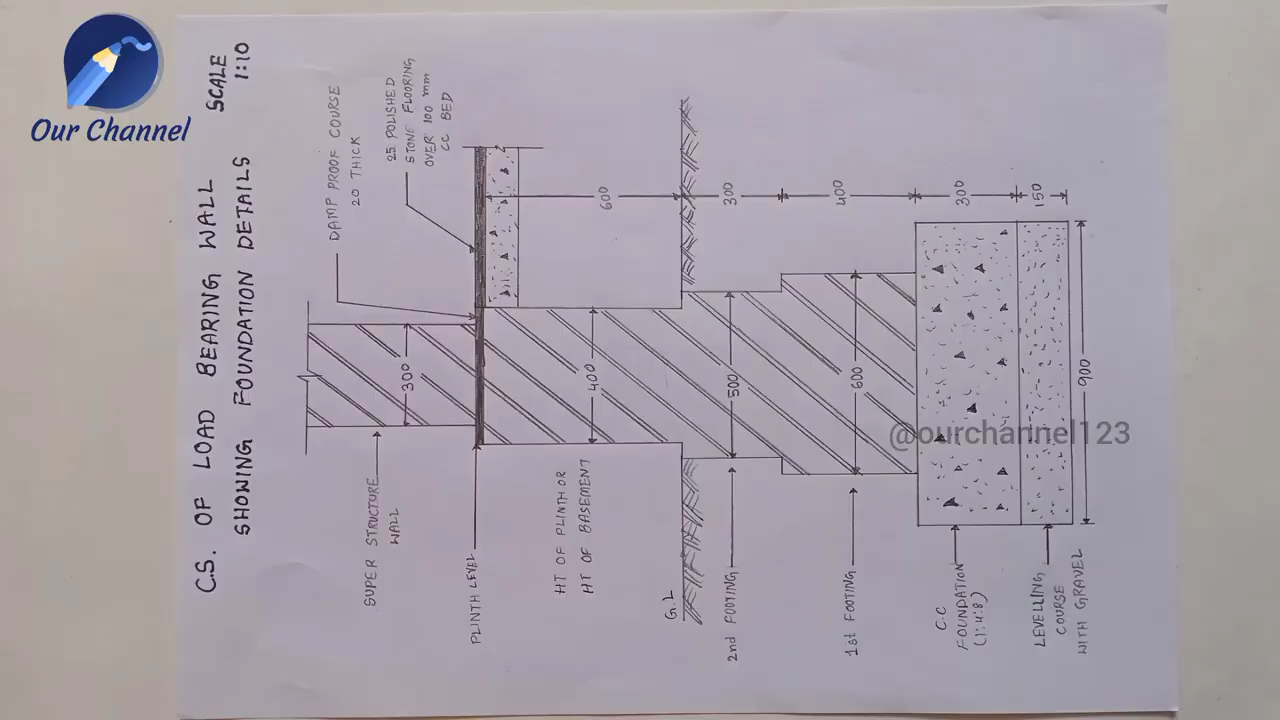 Our Channel
C.S. OF LOAD BEARING WALL SCALE
SHOWING FOUNDATION DETAILS 1:10
DAMP PROOF COURSE
20 THICK
25 POLISHED
STONE FLOORING
OVER 100 mm
CC BED
SUPER STRUCTURE
WALL
300
PLINTH LEVEL
HT OF PLINTH OR
HT OF BASEMENT
400
60
G.L
2nd FOOTING
500
300
1st FOOTING
600
400
C.C
FOUNDATION
(1:4:8)
300
LEVELLING
COURSE
WITH GRAVEL
150
900
@ourchannel123